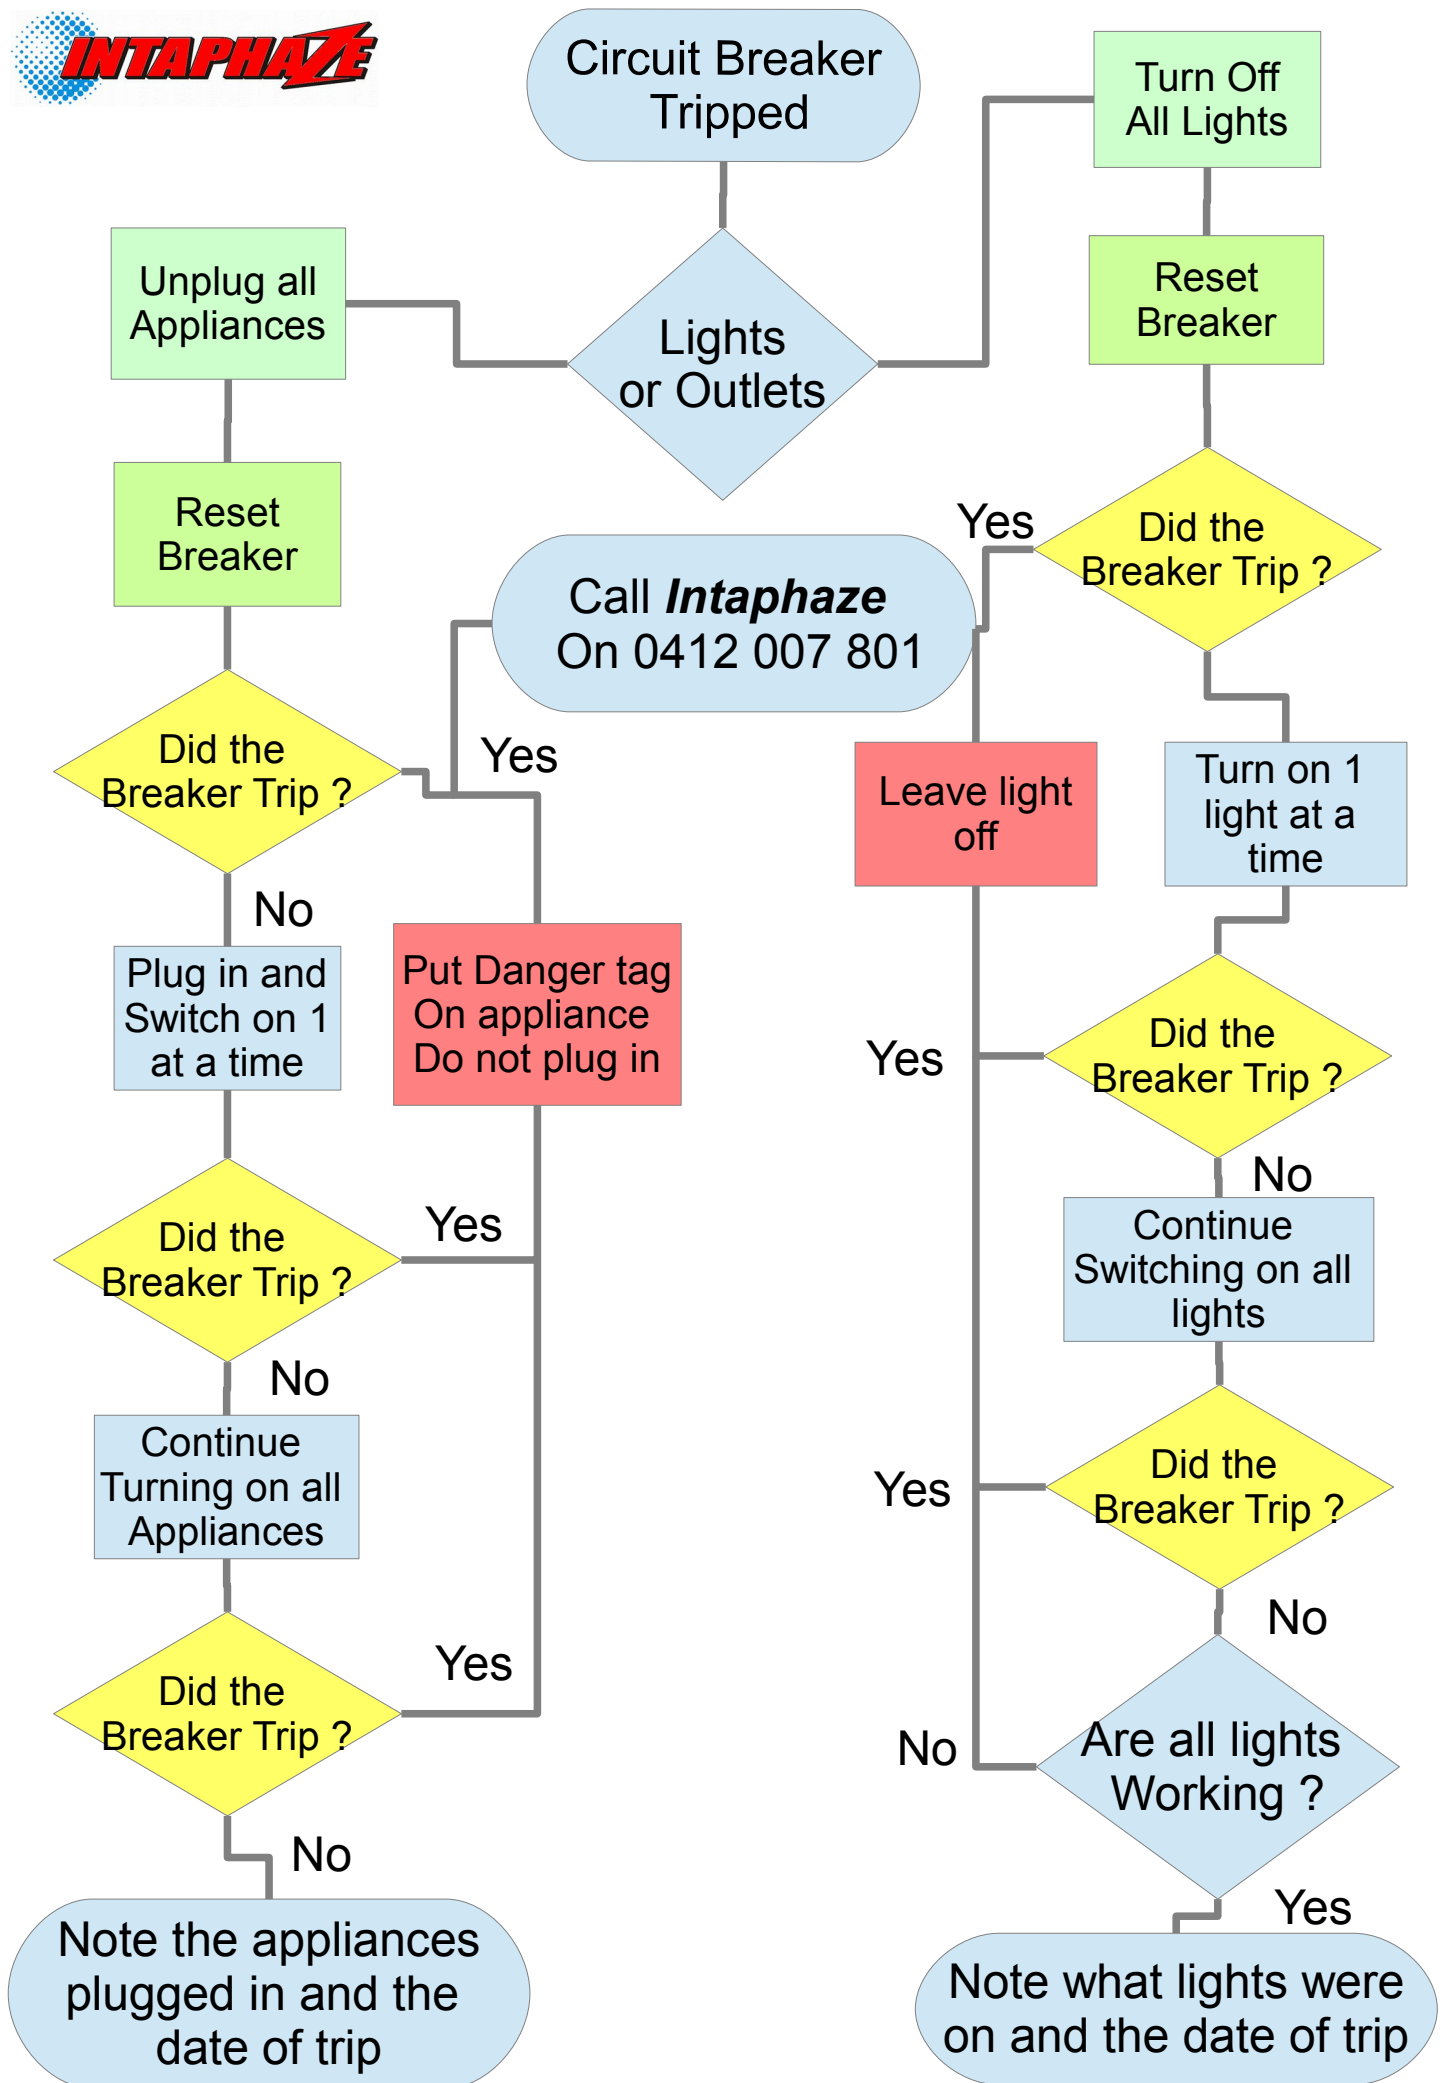 INTAPHAZE
Circuit Breaker
Tripped
Lights
or Outlets
Unplug all
Appliances
Reset
Breaker
Did the
Breaker Trip ?
Yes
No
Plug in and
Switch on 1
at a time
Put Danger tag
On appliance
Do not plug in
Did the
Breaker Trip ?
Yes
No
Continue
Turning on all
Appliances
Did the
Breaker Trip ?
Yes
No
Note the appliances
plugged in and the
date of trip
Call Intaphaze
On 0412 007 801
Turn Off
All Lights
Reset
Breaker
Did the
Breaker Trip ?
Yes
Leave light
off
Turn on 1
light at a
time
Did the
Breaker Trip ?
Yes
No
Continue
Switching on all
lights
Did the
Breaker Trip ?
Yes
No
Are all lights
Working ?
No
Yes
Note what lights were
on and the date of trip